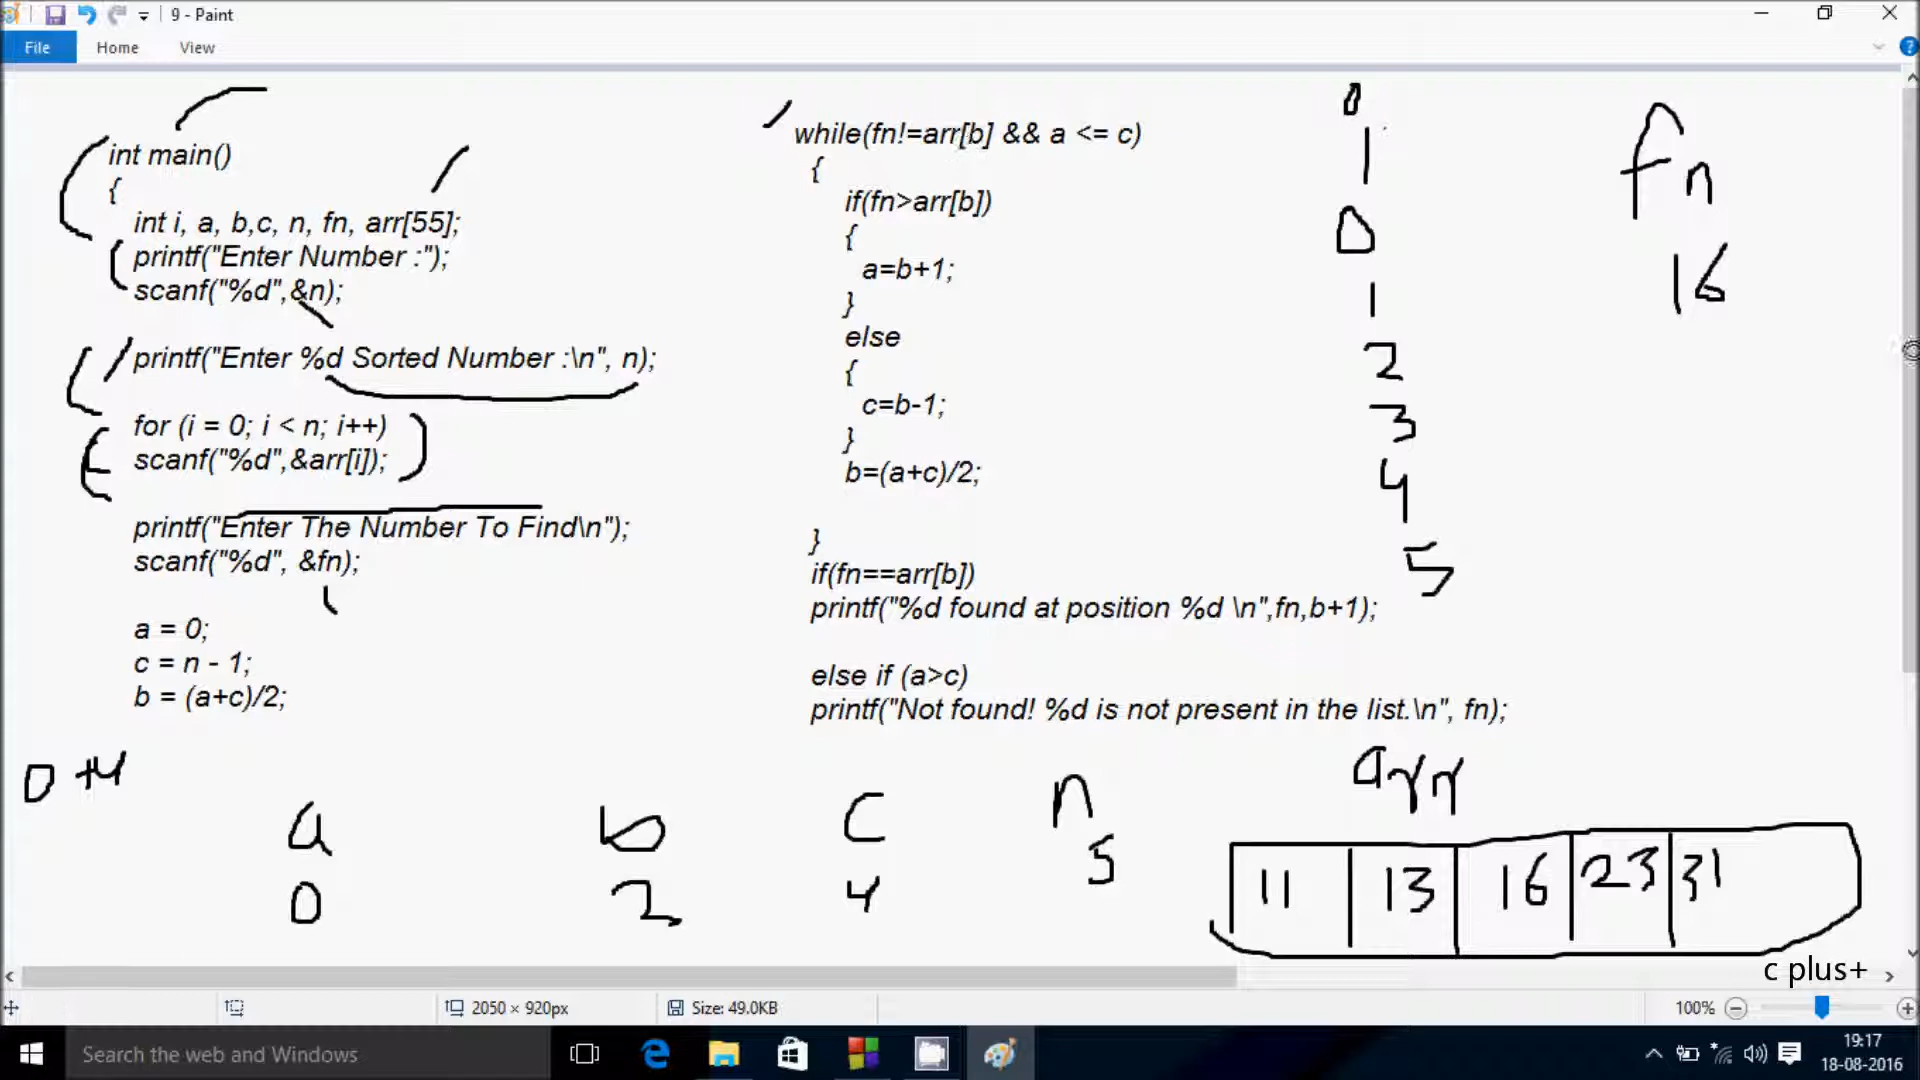 9 - Paint
File Home View
int main()
{
int i, a, b,c, n, fn, arr[55];
printf("Enter Number :");
scanf("%d",&n);
printf("Enter %d Sorted Number :\n", n);
for (i = 0; i < n; i++)
scanf("%d",&arr[i]);
printf("Enter The Number To Find\n");
scanf("%d", &fn);
a = 0;
c = n - 1;
b = (a+c)/2;
while(fn!=arr[b] && a <= c)
{
if(fn>arr[b])
{
a=b+1;
}
else
{
c=b-1;
}
b=(a+c)/2;
}
if(fn==arr[b])
printf("%d found at position %d \n",fn,b+1);
else if (a>c)
printf("Not found! %d is not present in the list.\n", fn);
0
1
0
1
2
3
4
5
fn
16
0 +4
a b c n
0 2 4 5
arr
11 13 16 23 31
c plus+
2050 × 920px Size: 49.0KB 100%
Search the web and Windows
19:17
18-08-2016